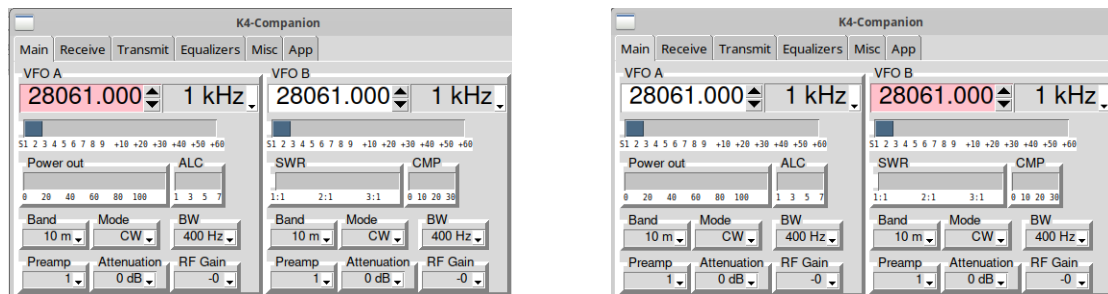 K4-Companion
Main Receive Transmit Equalizers Misc App
VFO A VFO B
28061.000 1 kHz 28061.000 1 kHz
S1 2 3 4 5 6 7 8 9 +10 +20 +30 +40 +50 +60 S1 2 3 4 5 6 7 8 9 +10 +20 +30 +40 +50 +60
Power out ALC SWR CMP
0 20 40 60 80 100 1 3 5 7 1:1 2:1 3:1 0 10 20 30
Band Mode BW Band Mode BW
10 m CW 400 Hz 10 m CW 400 Hz
Preamp Attenuation RF Gain Preamp Attenuation RF Gain
1 0 dB -0 1 0 dB -0
K4-Companion
Main Receive Transmit Equalizers Misc App
VFO A VFO B
28061.000 1 kHz 28061.000 1 kHz
S1 2 3 4 5 6 7 8 9 +10 +20 +30 +40 +50 +60 S1 2 3 4 5 6 7 8 9 +10 +20 +30 +40 +50 +60
Power out ALC SWR CMP
0 20 40 60 80 100 1 3 5 7 1:1 2:1 3:1 0 10 20 30
Band Mode BW Band Mode BW
10 m CW 400 Hz 10 m CW 400 Hz
Preamp Attenuation RF Gain Preamp Attenuation RF Gain
1 0 dB -0 1 0 dB -0